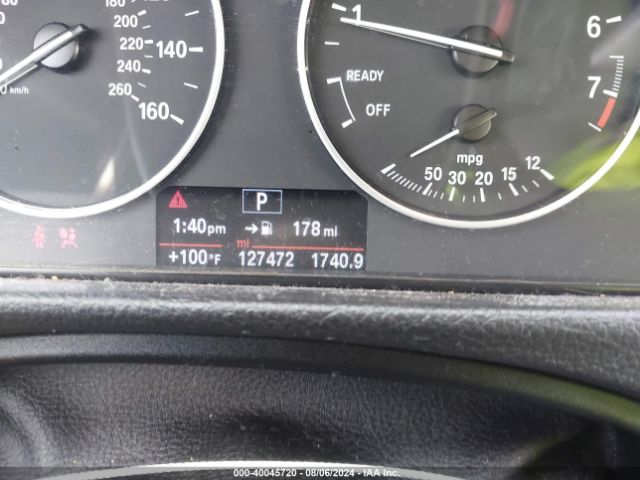 180
200
220
240
260
140
160
km/h
1
READY
OFF
6
7
mpg
50 30 20 15 12
P
1:40pm 178 mi
mi
+100°F 127472 1740.9
000-40045720 - 08/06/2024 - IAA Inc.